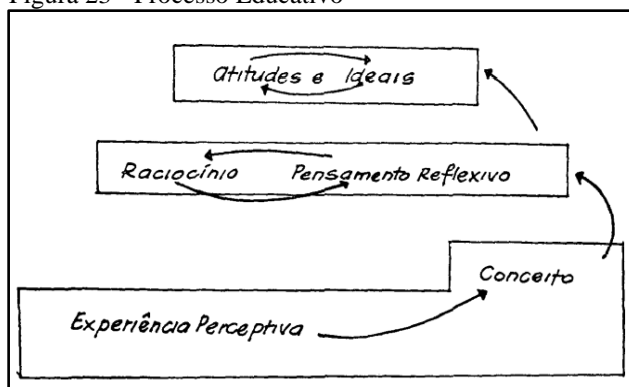 Figura 23 - Processo Educativo
Atitudes e Ideais
Raciocínio Pensamento Reflexivo
Conceito
Experiência Perceptiva